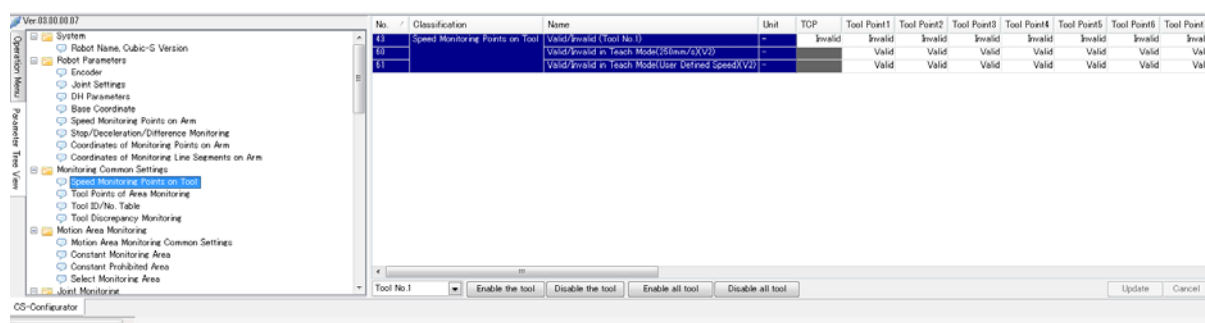 Ver.03.00.00.07
Operation Menu
Parameter Tree View
System
Robot Name, Cubic-S Version
Robot Parameters
Encoder
Joint Settings
DH Parameters
Base Coordinate
Speed Monitoring Points on Arm
Stop/Deceleration/Difference Monitoring
Coordinates of Monitoring Points on Arm
Coordinates of Monitoring Line Segments on Arm
Monitoring Common Settings
Speed Monitoring Points on Tool
Tool Points of Area Monitoring
Tool ID/No. Table
Tool Discrepancy Monitoring
Motion Area Monitoring
Motion Area Monitoring Common Settings
Constant Monitoring Area
Constant Prohibited Area
Select Monitoring Area
Joint Monitoring
CS-Configurator
No. Classification Name Unit TCP Tool Point1 Tool Point2 Tool Point3 Tool Point4 Tool Point5 Tool Point6 Tool Point
43 Speed Monitoring Points on Tool Valid/Invalid (Tool No.1) - Invalid Invalid Invalid Invalid Invalid Invalid Invalid Inval
60 Valid/Invalid in Teach Mode(250mm/s)(V2) - Valid Valid Valid Valid Valid Valid Val
61 Valid/Invalid in Teach Mode(User Defined Speed)(V2) - Valid Valid Valid Valid Valid Valid Val
Tool No.1 Enable the tool Disable the tool Enable all tool Disable all tool Update Cancel